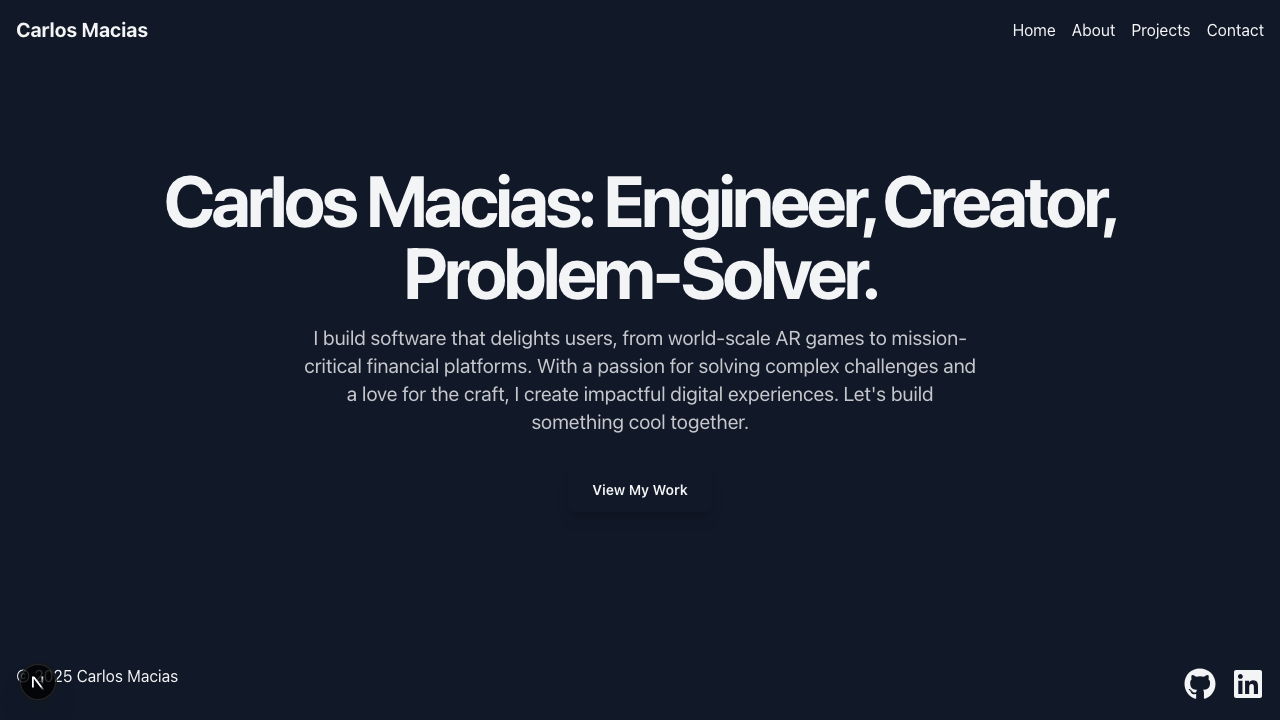 Carlos Macias
Home About Projects Contact
Carlos Macias: Engineer, Creator,
Problem-Solver.
I build software that delights users, from world-scale AR games to mission-
critical financial platforms. With a passion for solving complex challenges and
a love for the craft, I create impactful digital experiences. Let's build
something cool together.
View My Work
© 2025 Carlos Macias
in